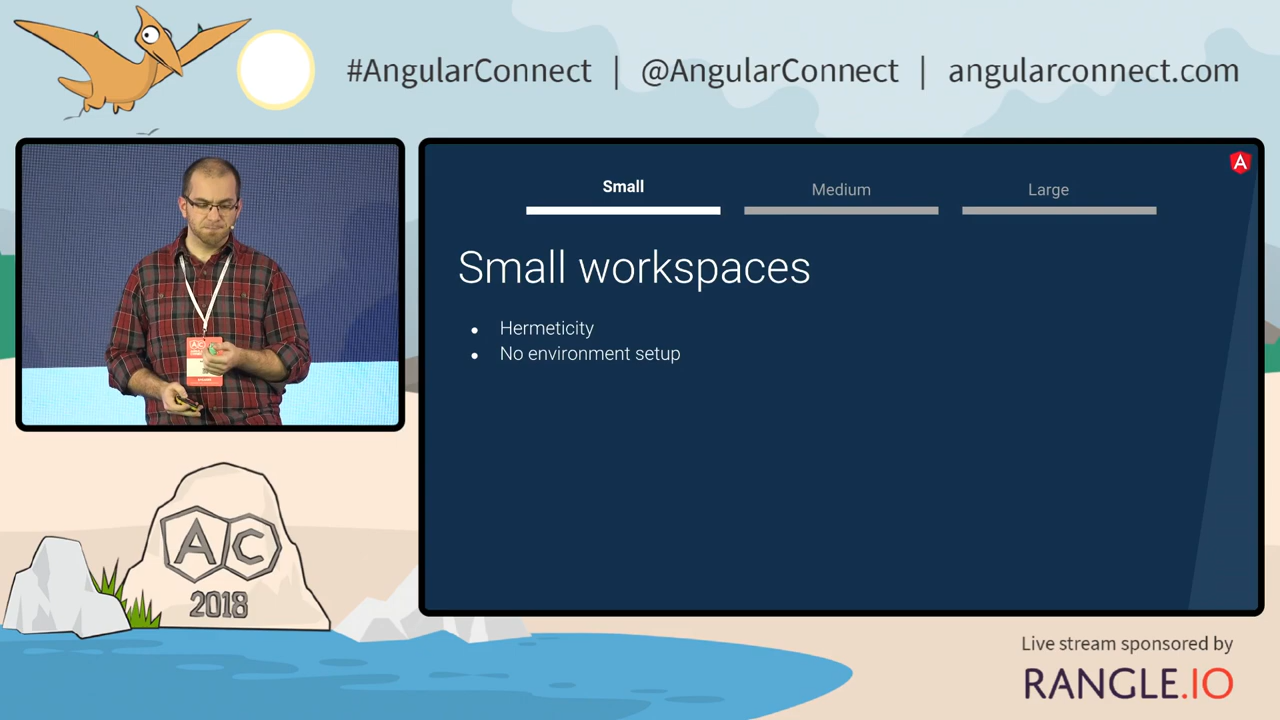 #AngularConnect | @AngularConnect | angularconnect.com
Small
Medium
Large
Small workspaces
• Hermeticity
• No environment setup
AC
2018
Live stream sponsored by
RANGLE.IO